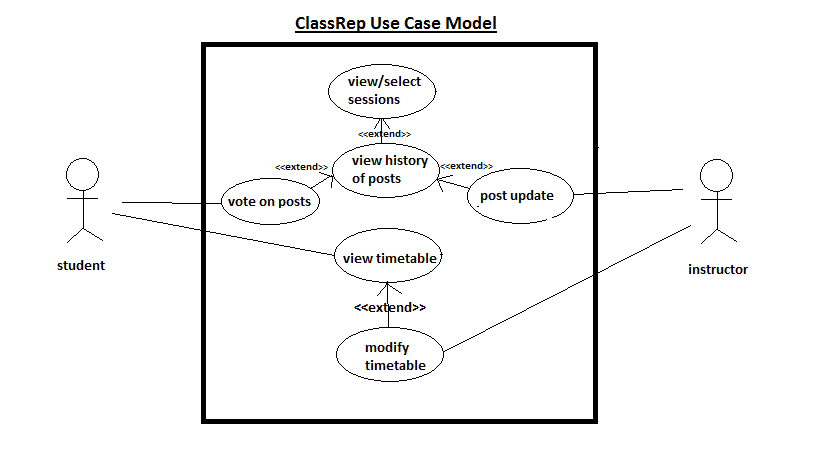 ClassRep Use Case Model
view/select
sessions
<<extend>>
view history
of posts
<<extend>>
<<extend>>
vote on posts
post update
student
instructor
view timetable
<<extend>>
modify
timetable